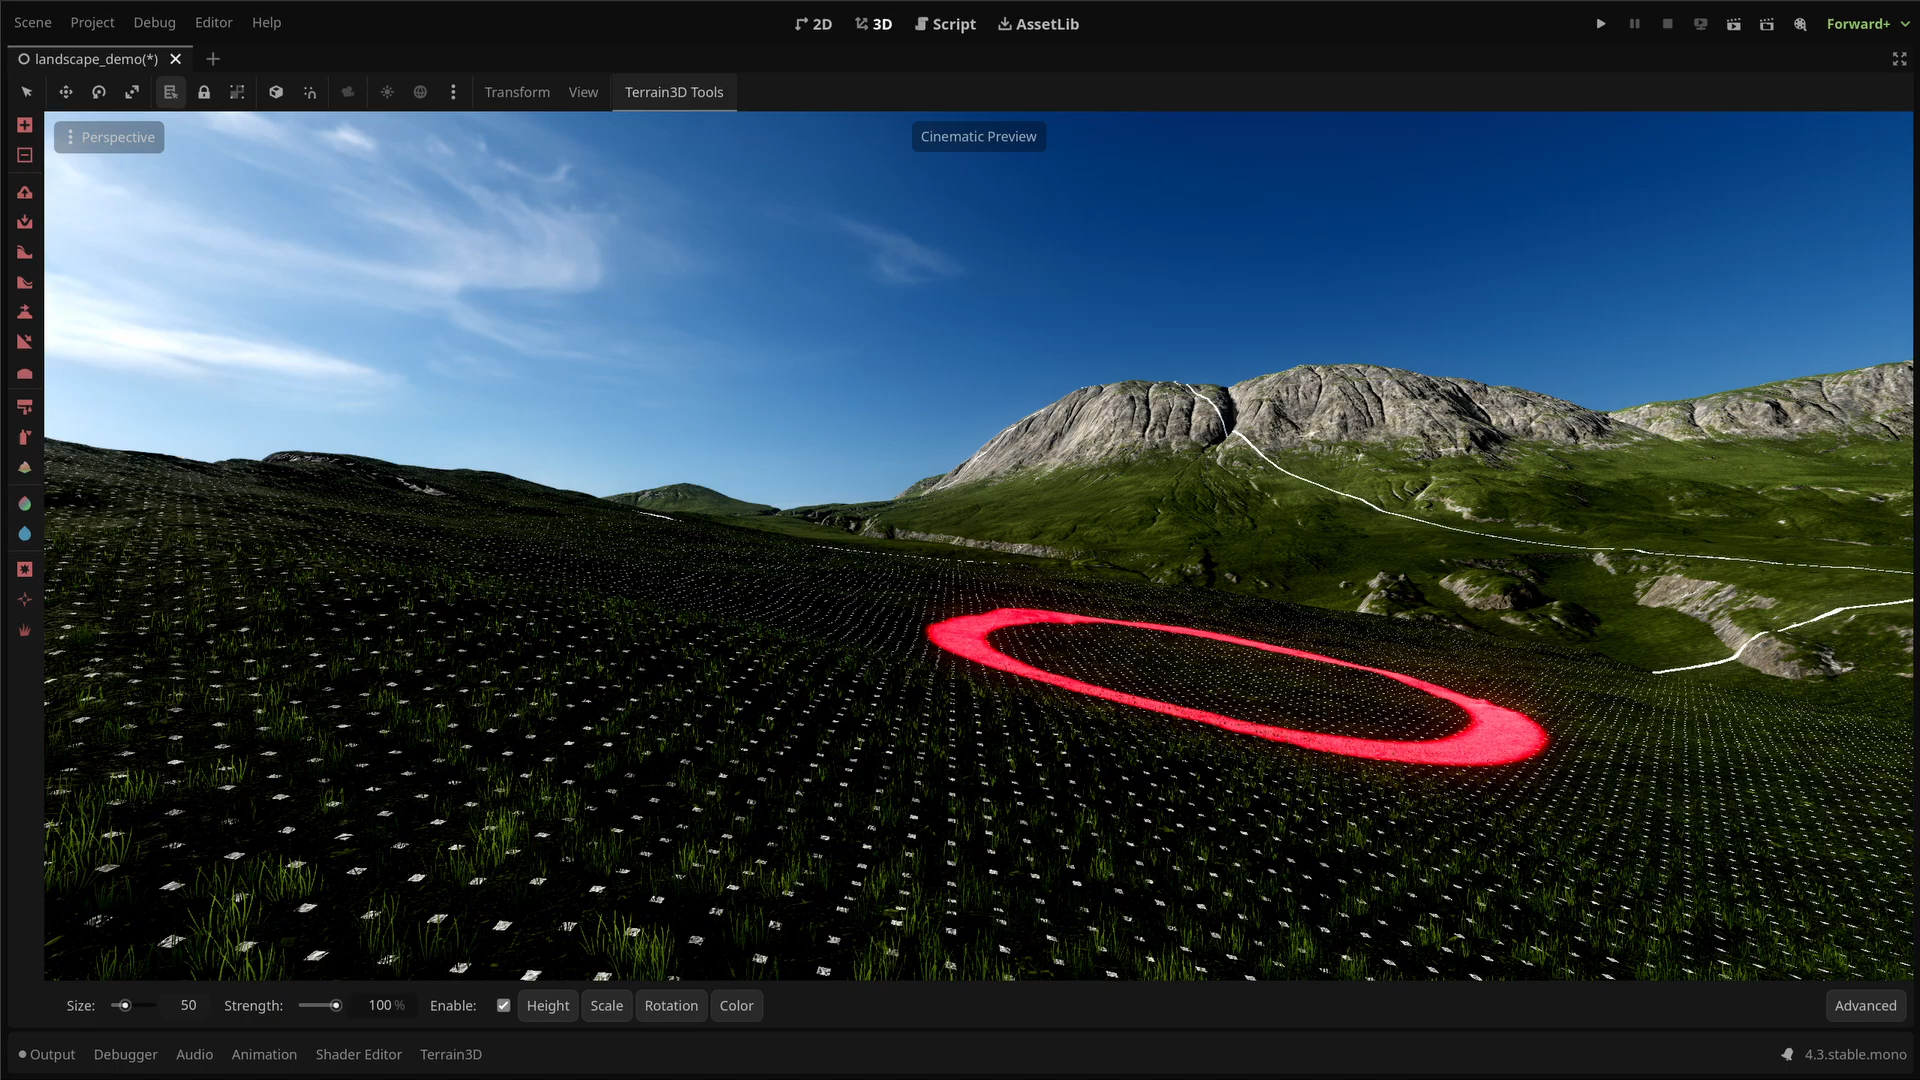 Scene Project Debug Editor Help 2D 3D Script AssetLib Forward+
landscape_demo(*)
Transform View Terrain3D Tools
Perspective Cinematic Preview
Size: 50 Strength: 100 % Enable: Height Scale Rotation Color Advanced
Output Debugger Audio Animation Shader Editor Terrain3D 4.3.stable.mono